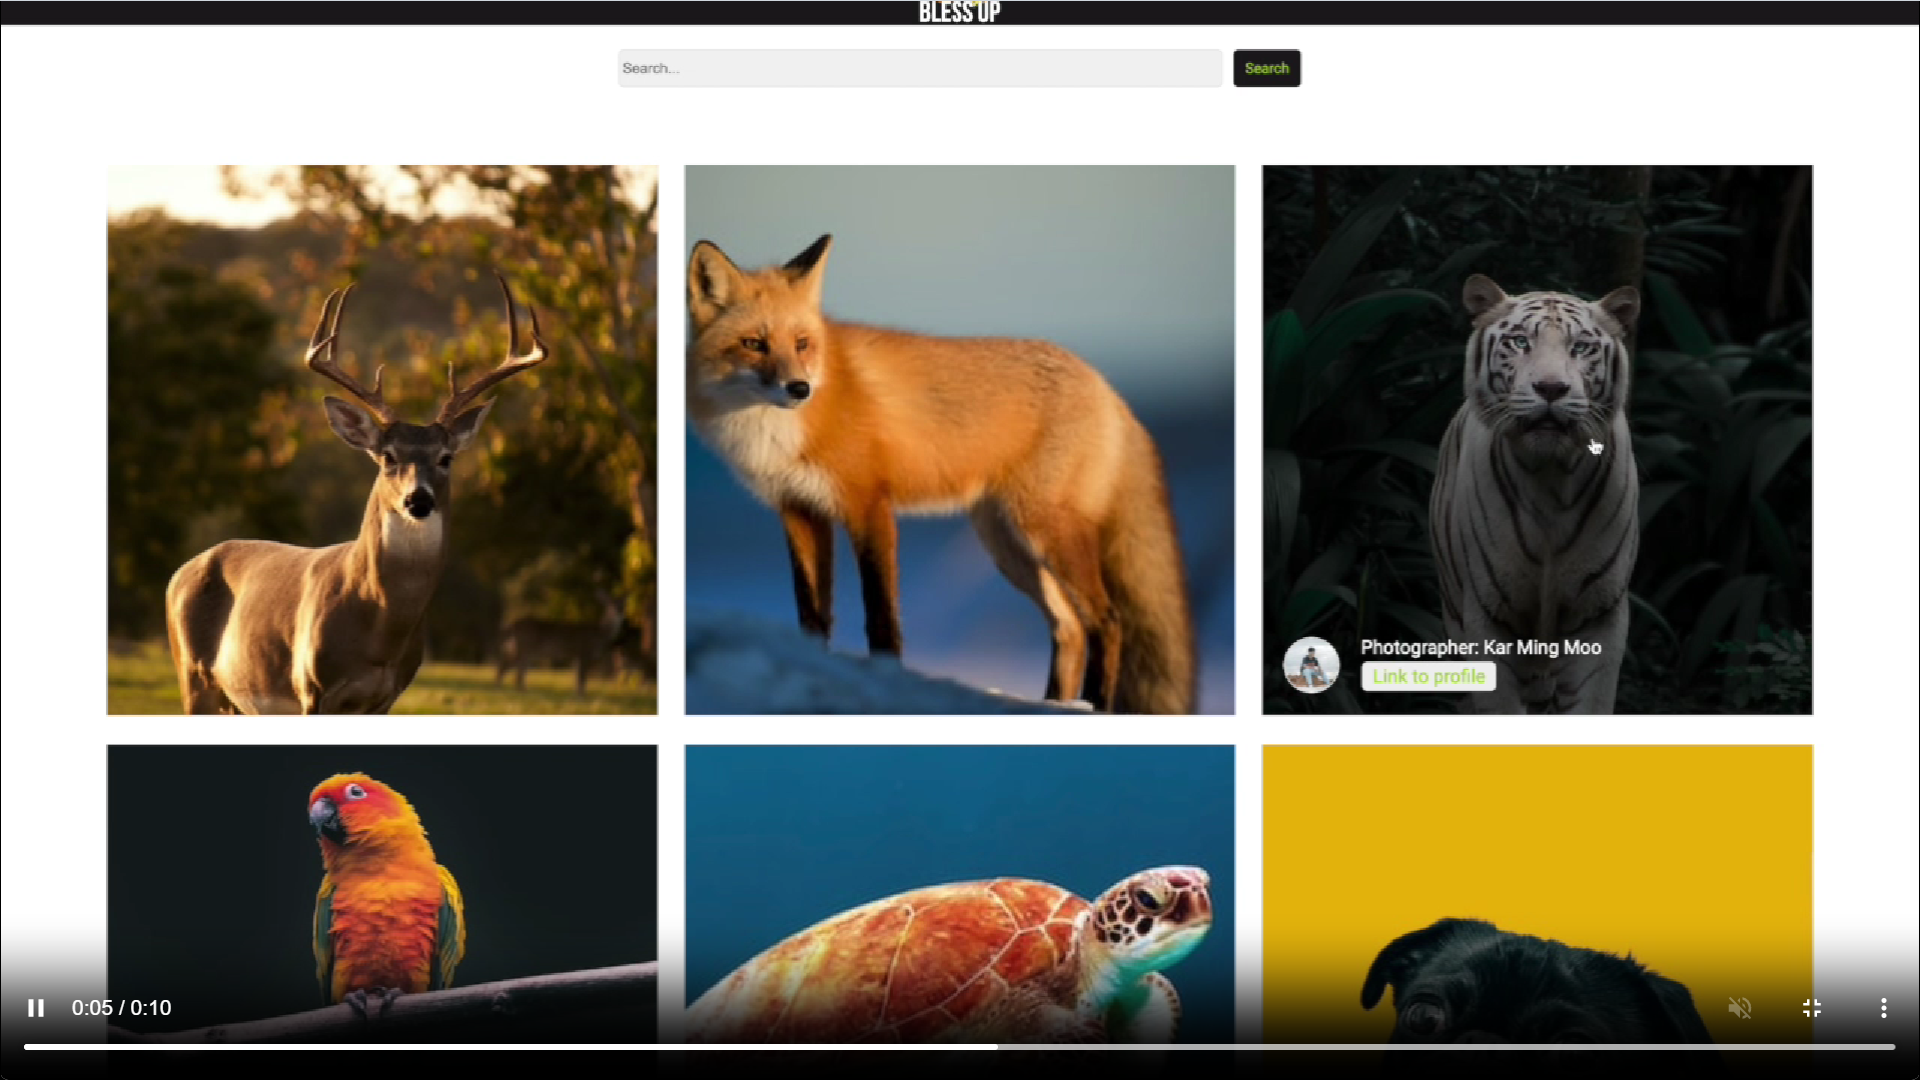 BLESS UP
Search...
Search
Photographer: Kar Ming Moo
Link to profile
0:05 / 0:10